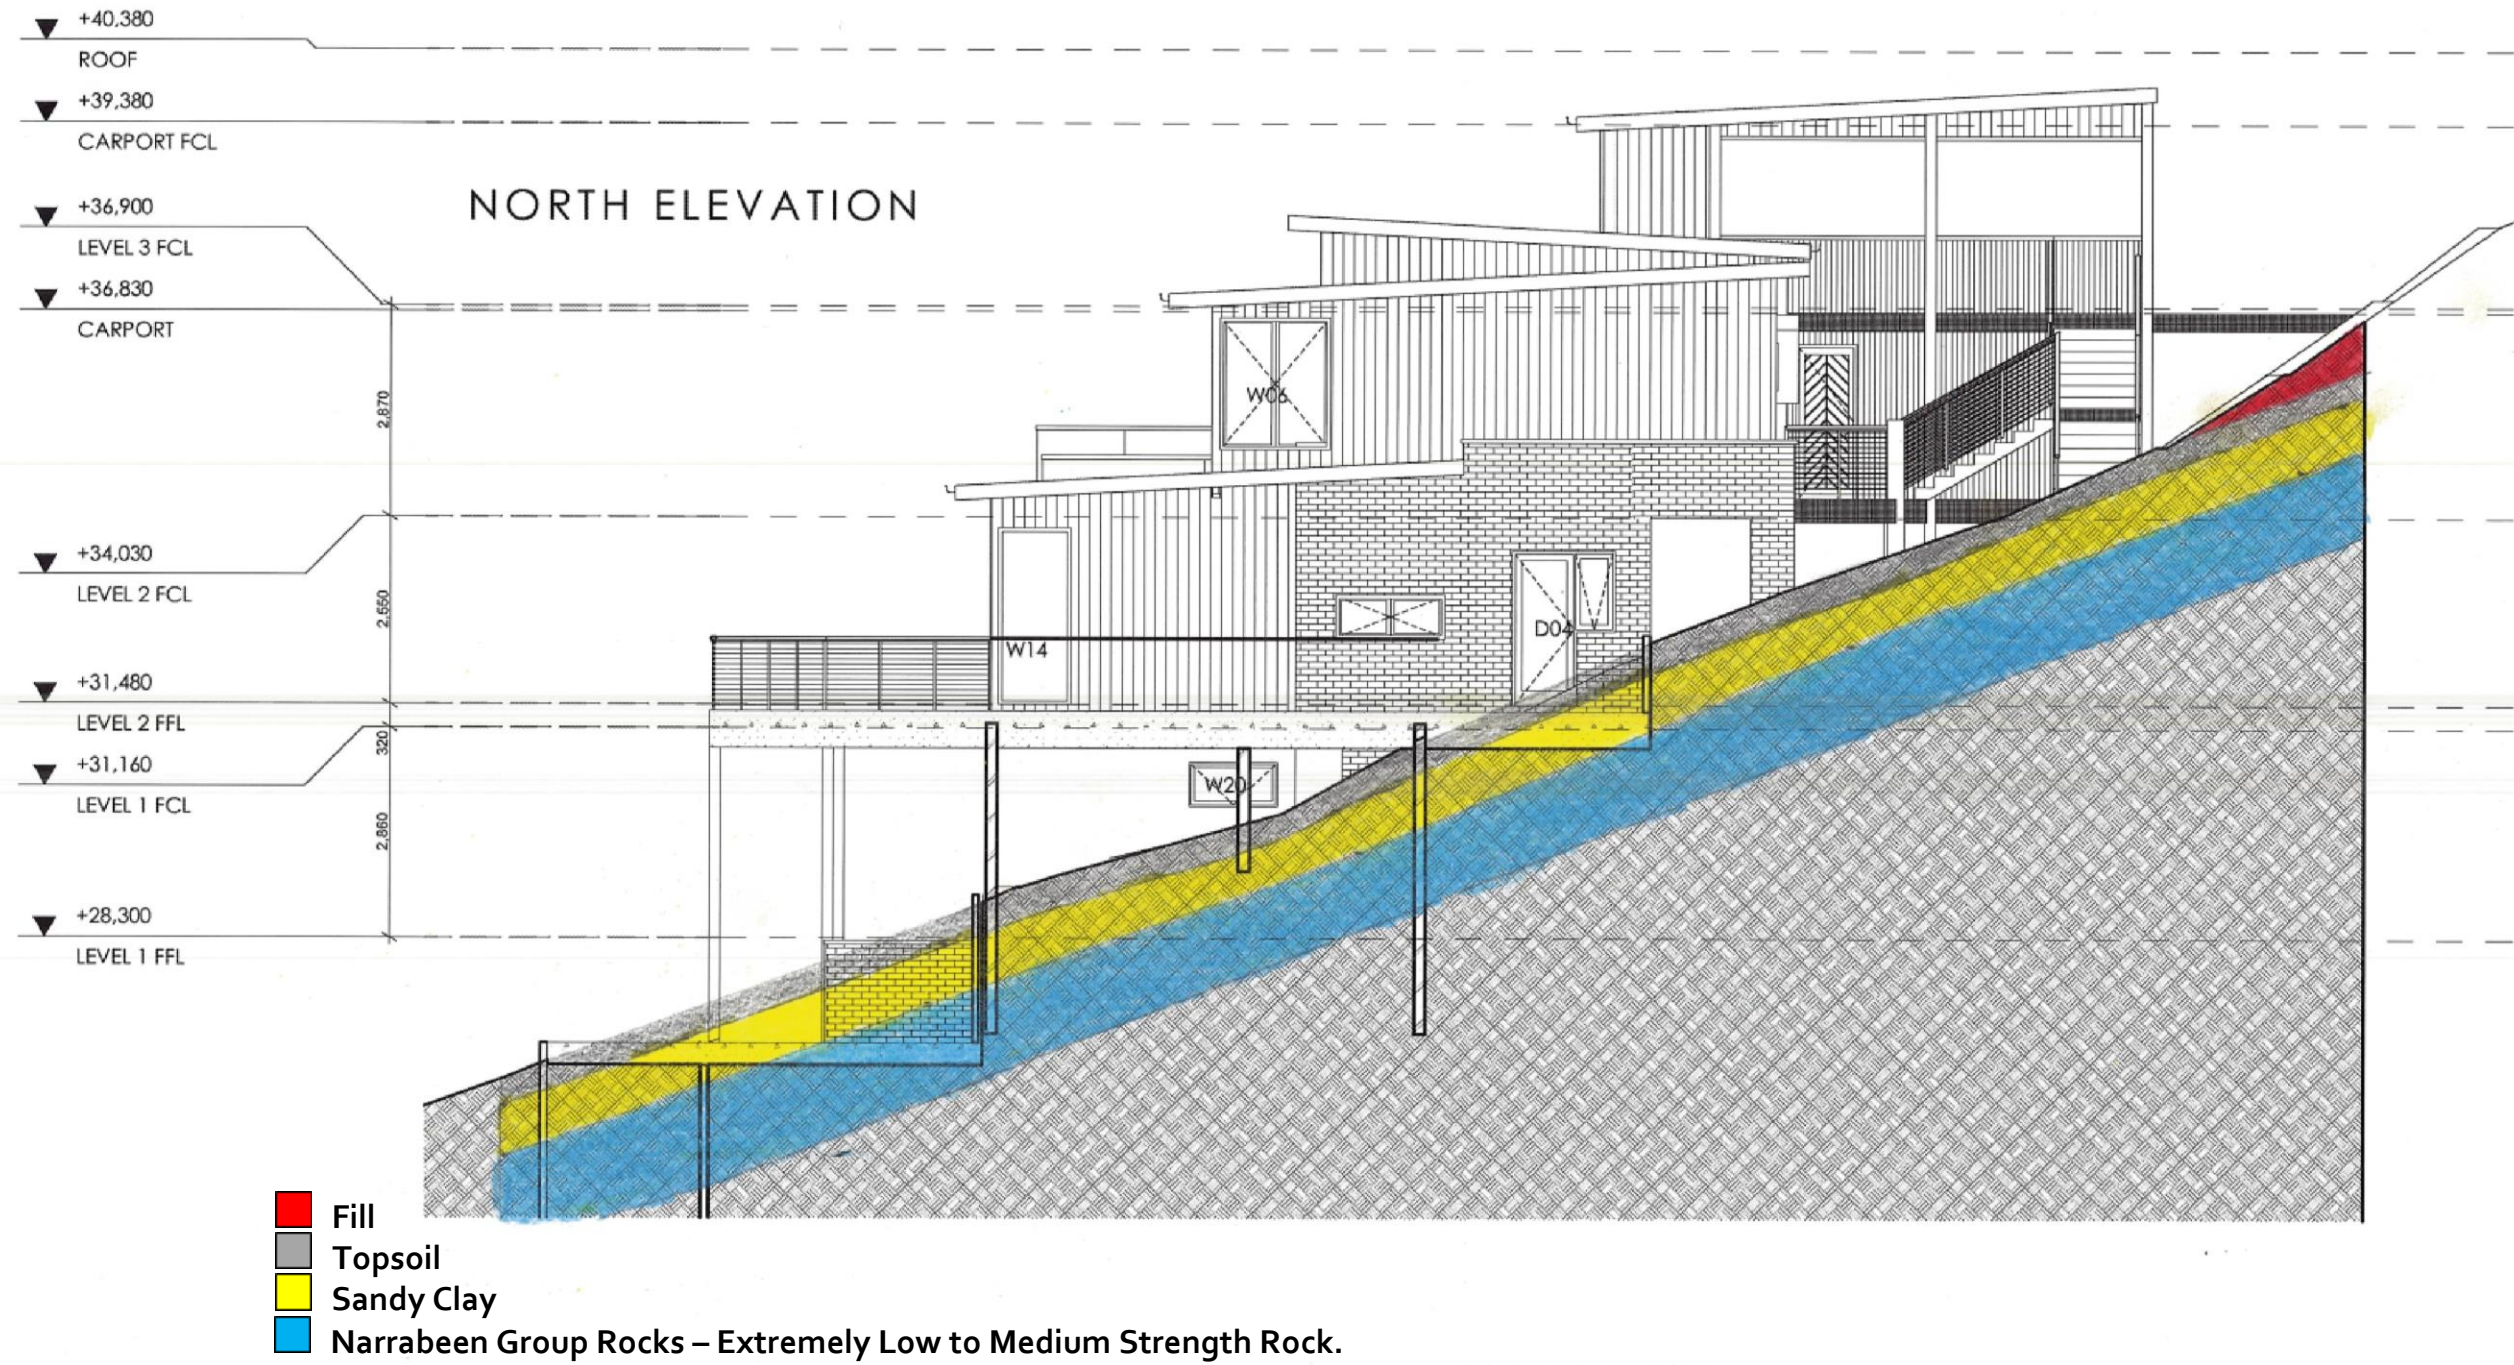 +40,380
ROOF
+39,380
CARPORT FCL
NORTH ELEVATION
+36,900
LEVEL 3 FCL
+36,830
CARPORT
2,870
W06
+34,030
LEVEL 2 FCL
2,550
D04
W14
+31,480
LEVEL 2 FFL
320
+31,160
LEVEL 1 FCL
W20
2,860
+28,300
LEVEL 1 FFL
Fill
Topsoil
Sandy Clay
Narrabeen Group Rocks – Extremely Low to Medium Strength Rock.